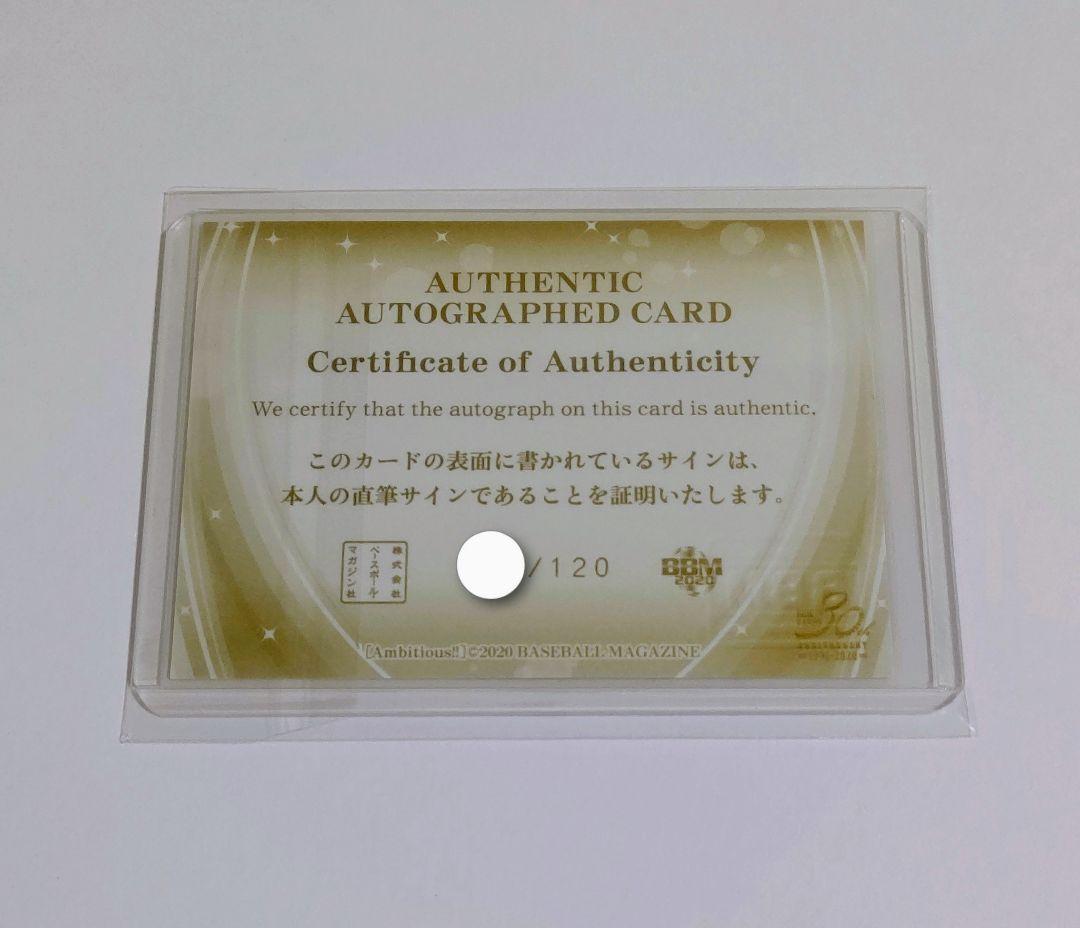 AUTHENTIC
AUTOGRAPHED CARD
Certificate of Authenticity
We certify that the autograph on this card is authentic.
このカードの表面に書かれているサインは、
本人の直筆サインであることを証明いたします。
株式会社
ベースボール
マガジン社
/120
BBM
2020
30
ANNIVERSARY
1991-2020
[Ambitious!!]©2020 BASEBALL MAGAZINE